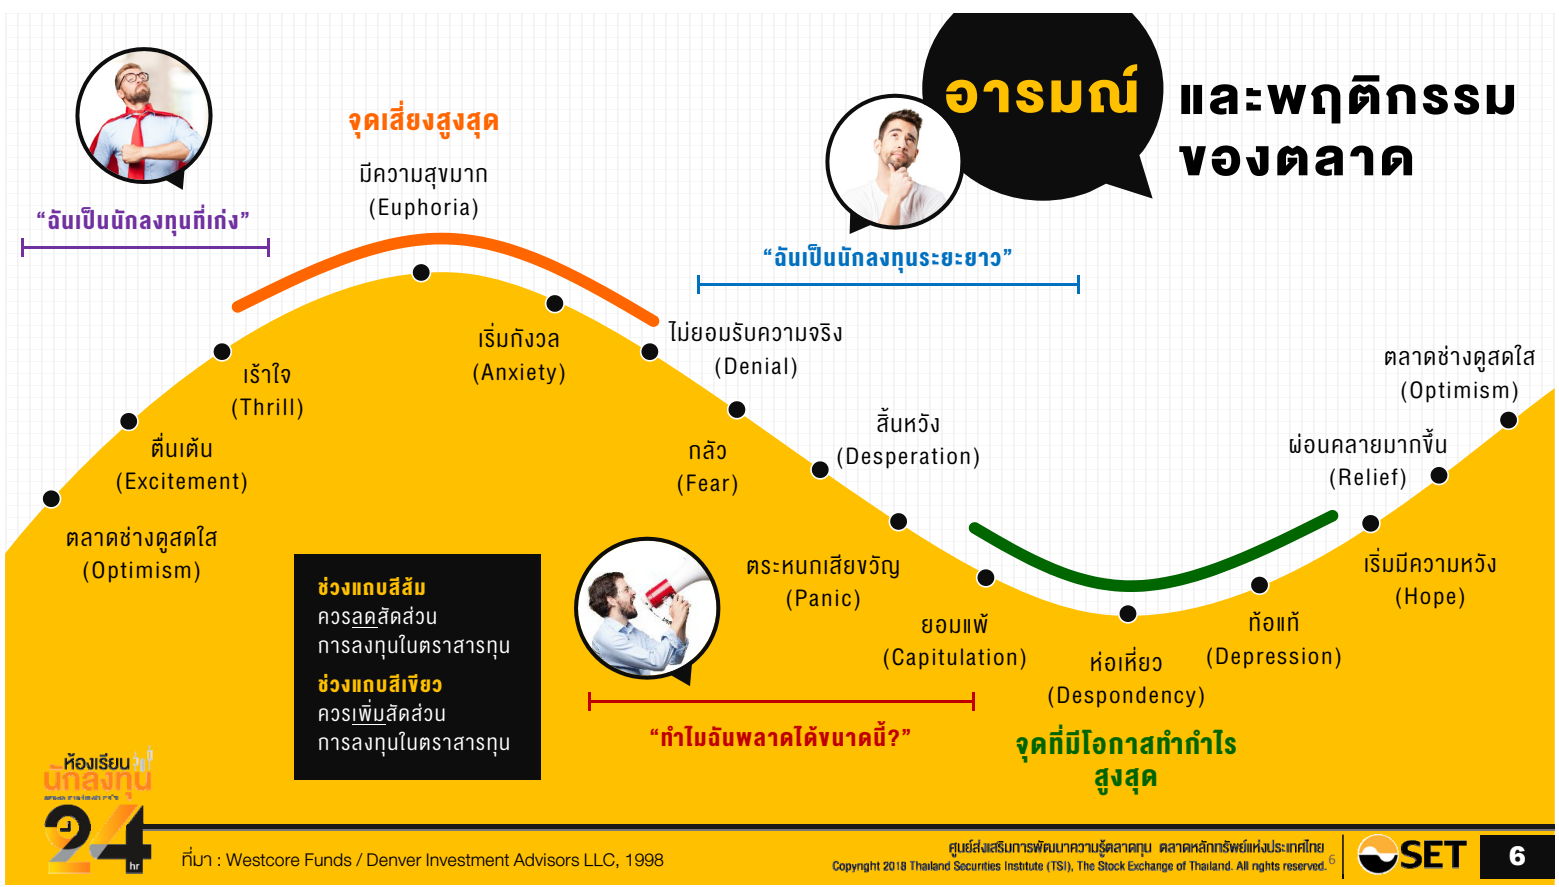 อารมณ์ และพฤติกรรม
ของตลาด
“ฉันเป็นนักลงทุนที่เก่ง”
จุดเสี่ยงสูงสุด
มีความสุขมาก
(Euphoria)
“ฉันเป็นนักลงทุนระยะยาว”
ตลาดช่างดูสดใส
(Optimism)
ตื่นเต้น
(Excitement)
เร้าใจ
(Thrill)
เริ่มกังวล
(Anxiety)
ไม่ยอมรับความจริง
(Denial)
กลัว
(Fear)
สิ้นหวัง
(Desperation)
ตระหนกเสียขวัญ
(Panic)
ยอมแพ้
(Capitulation)
ห่อเหี่ยว
(Despondency)
ท้อแท้
(Depression)
เริ่มมีความหวัง
(Hope)
ผ่อนคลายมากขึ้น
(Relief)
ตลาดช่างดูสดใส
(Optimism)
ช่วงแถบสีส้ม
ควรลดสัดส่วน
การลงทุนในตราสารทุน
ช่วงแถบสีเขียว
ควรเพิ่มสัดส่วน
การลงทุนในตราสารทุน
“ทำไมฉันพลาดได้ขนาดนี้?”
จุดที่มีโอกาสทำกำไร
สูงสุด
ห้องเรียน
นักลงทุน
24
hr
ที่มา : Westcore Funds / Denver Investment Advisors LLC, 1998
ศูนย์ส่งเสริมการพัฒนาความรู้ตลาดทุน ตลาดหลักทรัพย์แห่งประเทศไทย
Copyright 2018 Thailand Securities Institute (TSI), The Stock Exchange of Thailand. All rights reserved.
6
SET
6